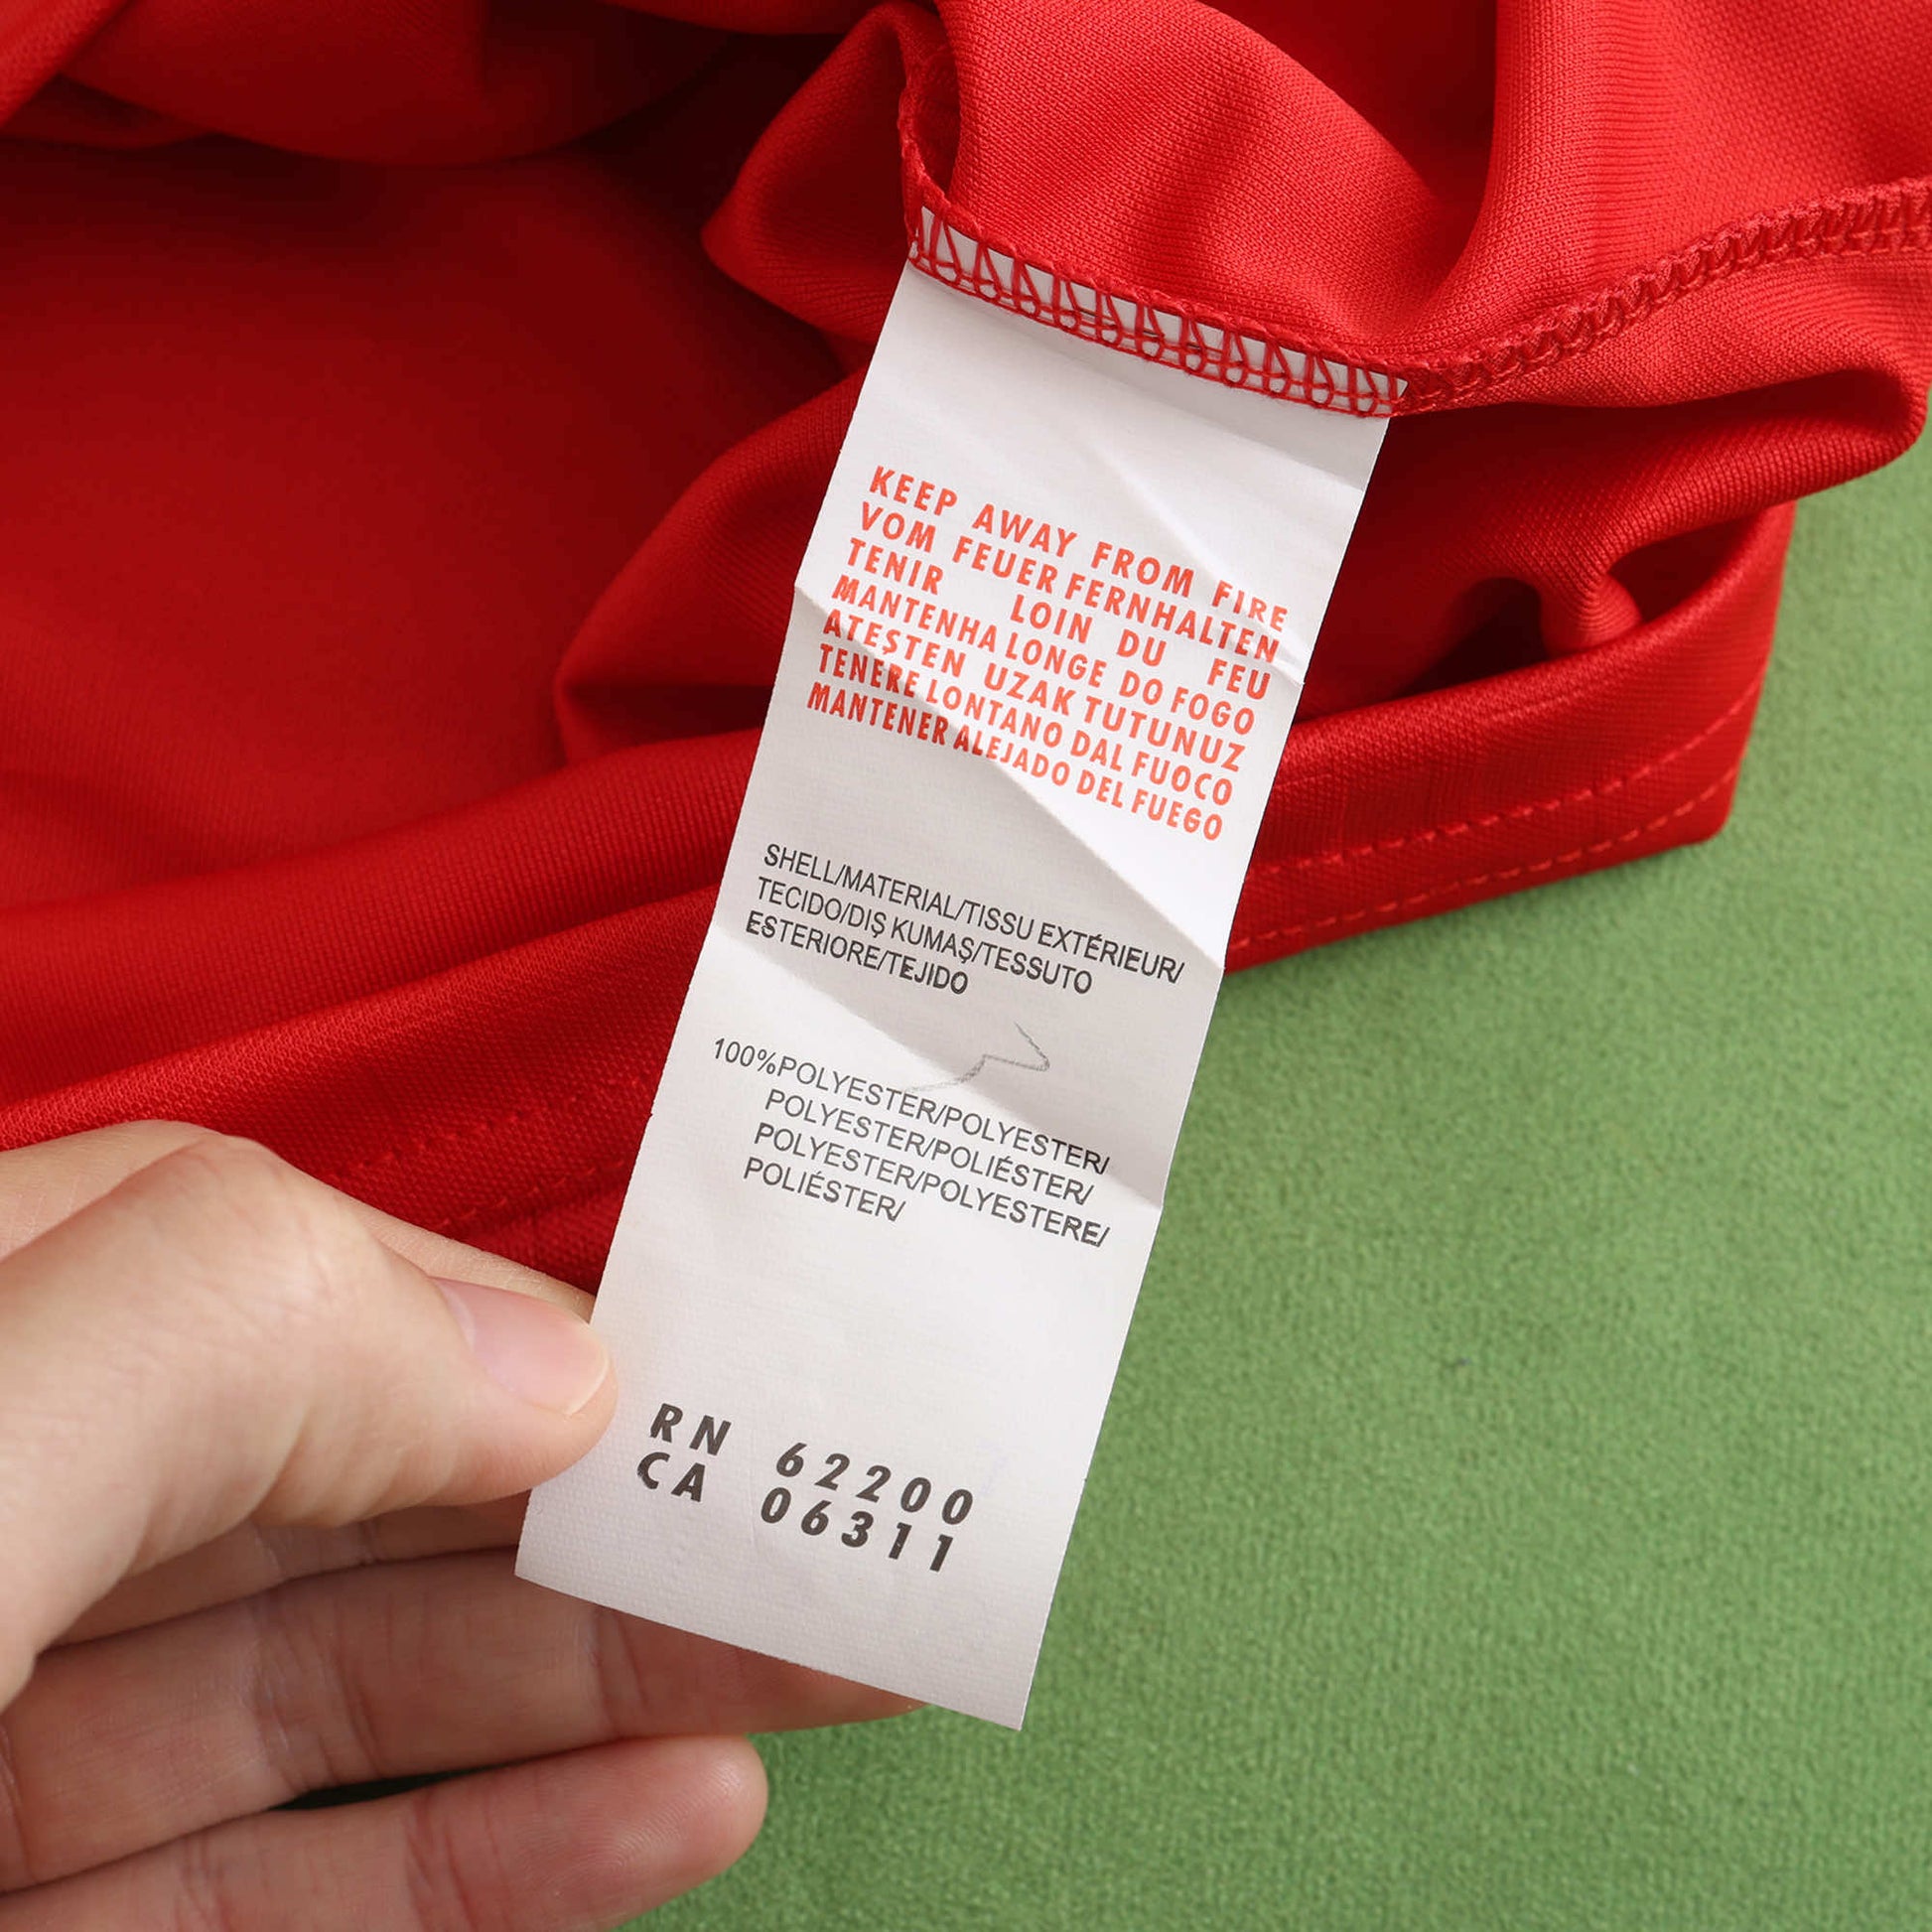 KEEP AWAY FROM FIRE
VOM FEUER FERNHALTEN
TENIR LOIN DU FEU
MANTENHA LONGE DO FOGO
ATEŞTEN UZAK TUTUNUZ
TENERE LONTANO DAL FUOCO
MANTENER ALEJADO DEL FUEGO
SHELL/MATERIAL/TISSU EXTÉRIEUR/
TECIDO/DIŞ KUMAŞ/TESSUTO
ESTERIORE/TEJIDO
100%POLYESTER/POLYESTER/
POLYESTER/POLIÉSTER/
POLYESTER/POLYESTERE/
POLIÉSTER/
RN 62200
CA 06311